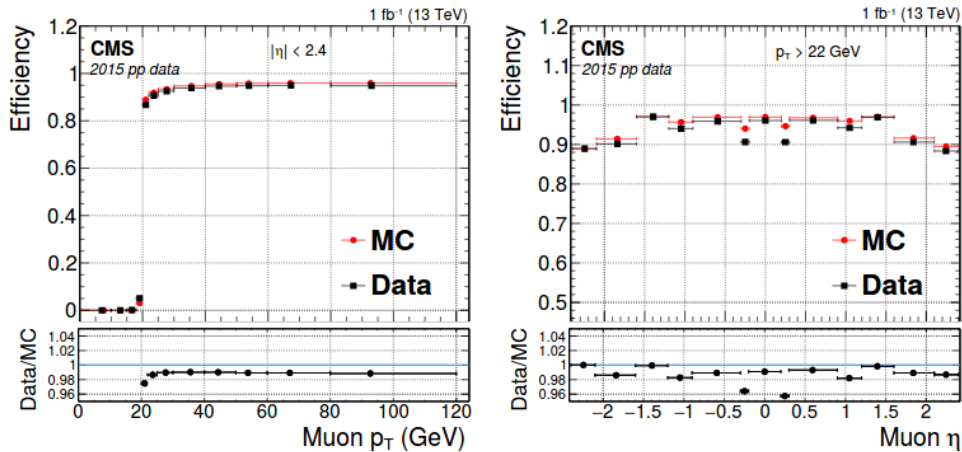 1 fb⁻¹ (13 TeV)
Efficiency
1.2
1
0.8
0.6
0.4
0.2
0
CMS
2015 pp data
|η| < 2.4
MC
Data
Data/MC
1.04
1.02
1
0.98
0.96
0 20 40 60 80 100 120
Muon p_T (GeV)
1 fb⁻¹ (13 TeV)
Efficiency
1.2
1.1
1
0.9
0.8
0.7
0.6
0.5
CMS
2015 pp data
p_T > 22 GeV
MC
Data
Data/MC
1.04
1.02
1
0.98
0.96
−2 −1.5 −1 −0.5 0 0.5 1 1.5 2
Muon η